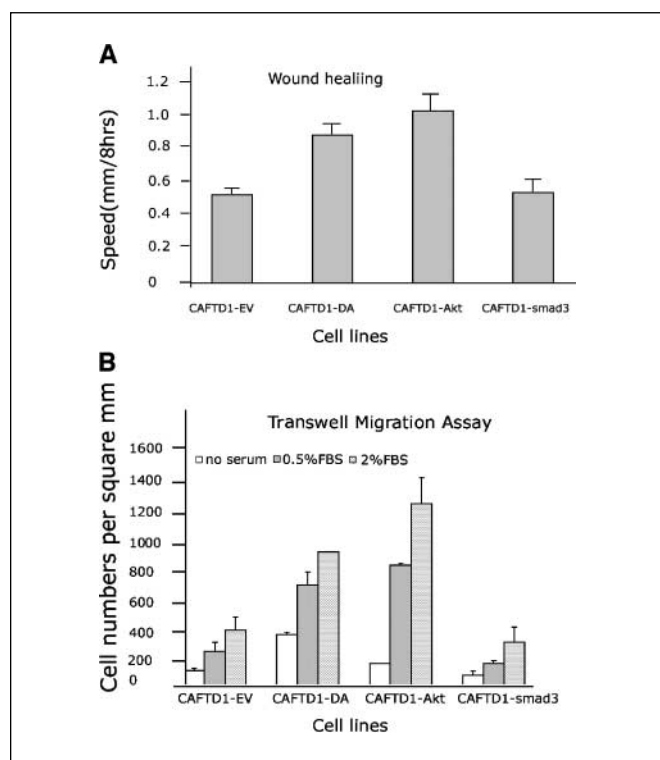 A
Wound healiing
1.2
1.0
0.8
0.6
0.4
0.2
0
Speed(mm/8hrs)
CAFTD1-EV CAFTD1-DA CAFTD1-Akt CAFTD1-smad3
Cell lines
B
Transwell Migration Assay
no serum 0.5%FBS 2%FBS
1600
1400
1200
1000
800
600
400
200
0
Cell numbers per square mm
CAFTD1-EV CAFTD1-DA CAFTD1-Akt CAFTD1-smad3
Cell lines